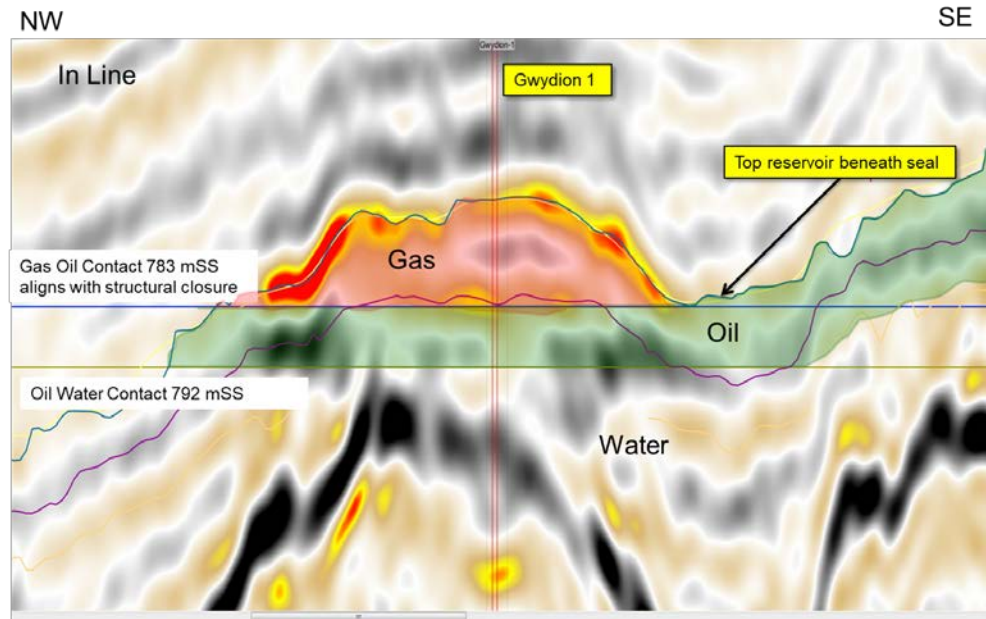 NW
SE
Gwydion-1
In Line
Gwydion 1
Top reservoir beneath seal
Gas
Gas Oil Contact 783 mSS
aligns with structural closure
Oil
Oil Water Contact 792 mSS
Water